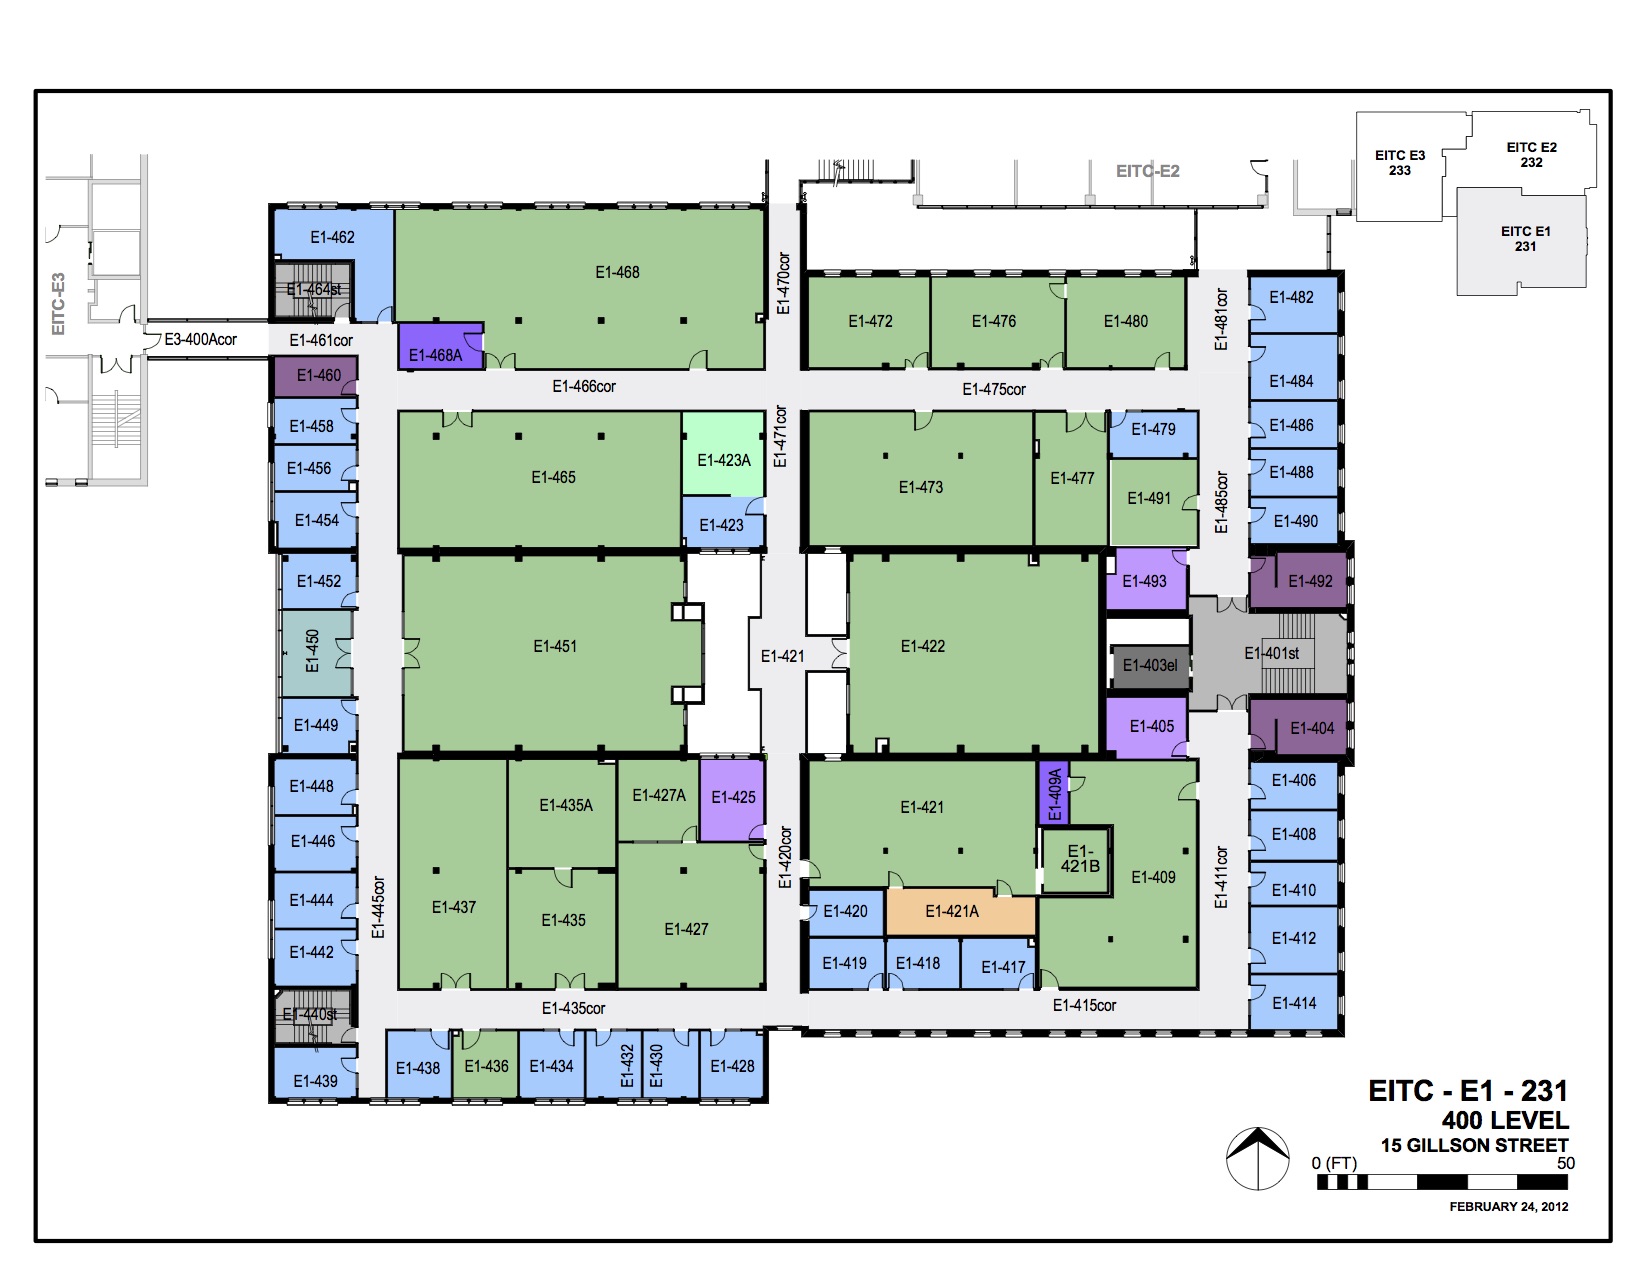 EITC E3
233
EITC E2
232
EITC E1
231
EITC-E2
EITC-E3
E3-400Acor
E1-462
E1-464st
E1-461cor
E1-468
E1-468A
E1-470cor
E1-472
E1-476
E1-480
E1-481cor
E1-482
E1-484
E1-460
E1-466cor
E1-475cor
E1-458
E1-456
E1-454
E1-465
E1-423A
E1-423
E1-471cor
E1-473
E1-477
E1-479
E1-491
E1-485cor
E1-486
E1-488
E1-490
E1-452
E1-450
E1-449
E1-451
E1-421
E1-422
E1-493
E1-492
E1-403el
E1-401st
E1-405
E1-404
E1-448
E1-446
E1-444
E1-442
E1-445cor
E1-437
E1-435A
E1-435
E1-427A
E1-425
E1-427
E1-420cor
E1-421
E1-409A
E1-
421B
E1-409
E1-420
E1-421A
E1-419
E1-418
E1-417
E1-411cor
E1-406
E1-408
E1-410
E1-412
E1-414
E1-440st
E1-435cor
E1-415cor
E1-439
E1-438
E1-436
E1-434
E1-432
E1-430
E1-428
EITC - E1 - 231
400 LEVEL
15 GILLSON STREET
0 (FT) 50
FEBRUARY 24, 2012